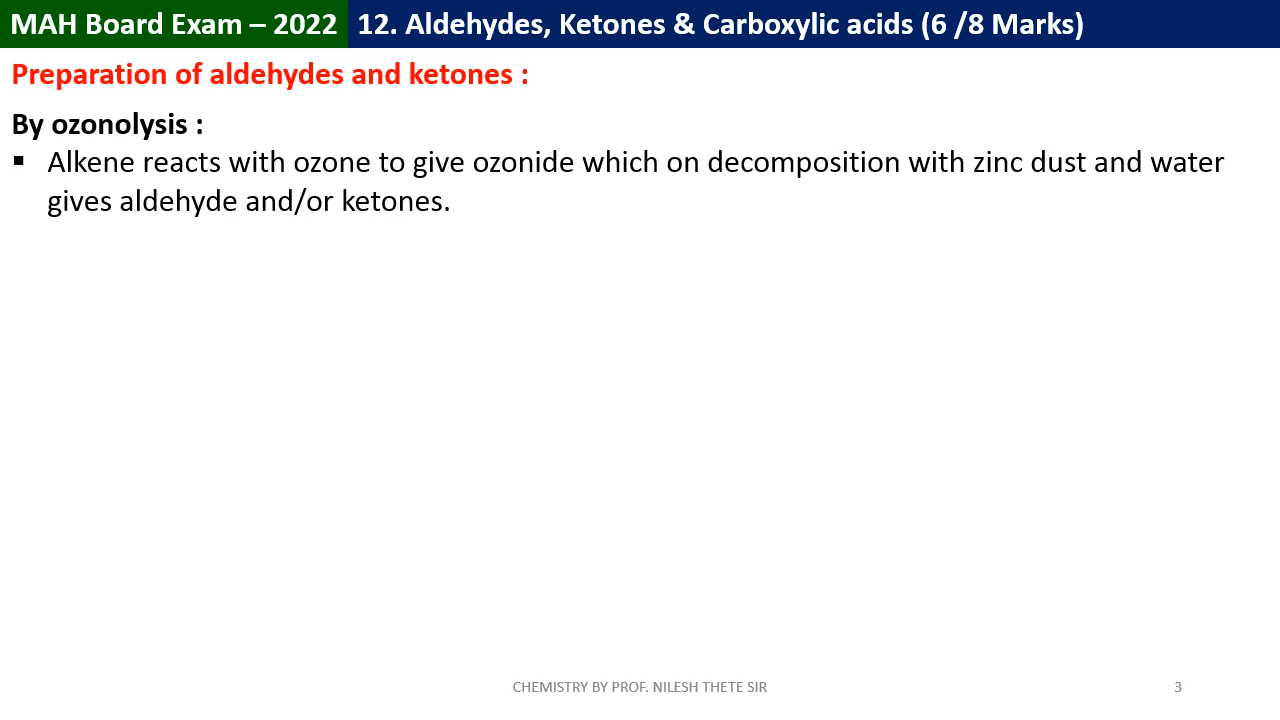 MAH Board Exam – 2022 12. Aldehydes, Ketones & Carboxylic acids (6 /8 Marks)
Preparation of aldehydes and ketones :
By ozonolysis :
▪ Alkene reacts with ozone to give ozonide which on decomposition with zinc dust and water
gives aldehyde and/or ketones.
CHEMISTRY BY PROF. NILESH THETE SIR 3